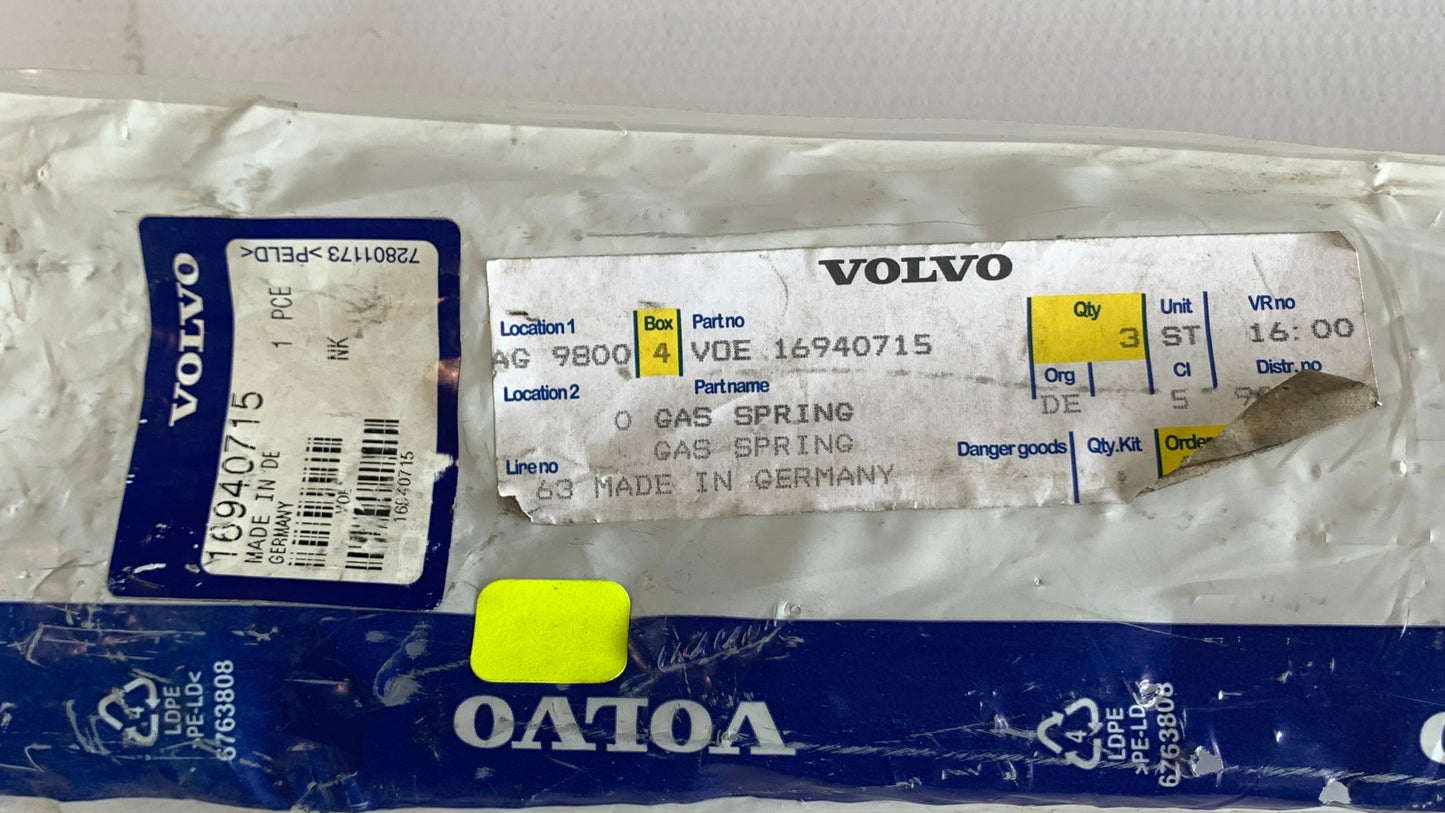 VOLVO
72801173 >PELD<
1 PCE
NK
16940715
MADE IN DE
GERMANY
VOE
16940715
VOLVO
Location 1
AG 9800
Box
4
Part no
VOE 16940715
Qty
3
Unit
ST
VR no
16:00
Location 2
Part name
0 GAS SPRING
GAS SPRING
Org
DE
Cl
5
Distr. no
Line no
63 MADE IN GERMANY
Danger goods
Qty. Kit
VOLVO
4
LDPE
>PE-LD<
6763808
4
LDPE
>PE-LD
6763808